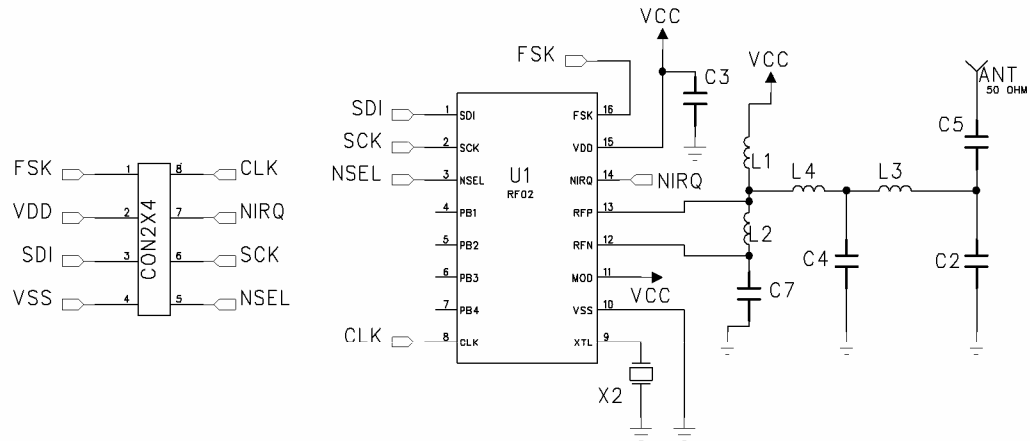 VCC
FSK
VCC
C3
ANT
50 OHM
SDI 1 SDI FSK 16
C5
SCK 2 SCK VDD 15
L1 L4 L3
FSK 1 8 CLK
NSEL 3 NSEL U1 NIRQ 14 NIRQ
RF02
VDD 2 7 NIRQ
4 PB1 RFP 13
L2
SDI 3 6 SCK
5 PB2 RFN 12
C4 C2
CON2X4
6 PB3 MOD 11
VCC
C7
VSS 4 5 NSEL
7 PB4 VSS 10
CLK 8 CLK XTL 9
X2